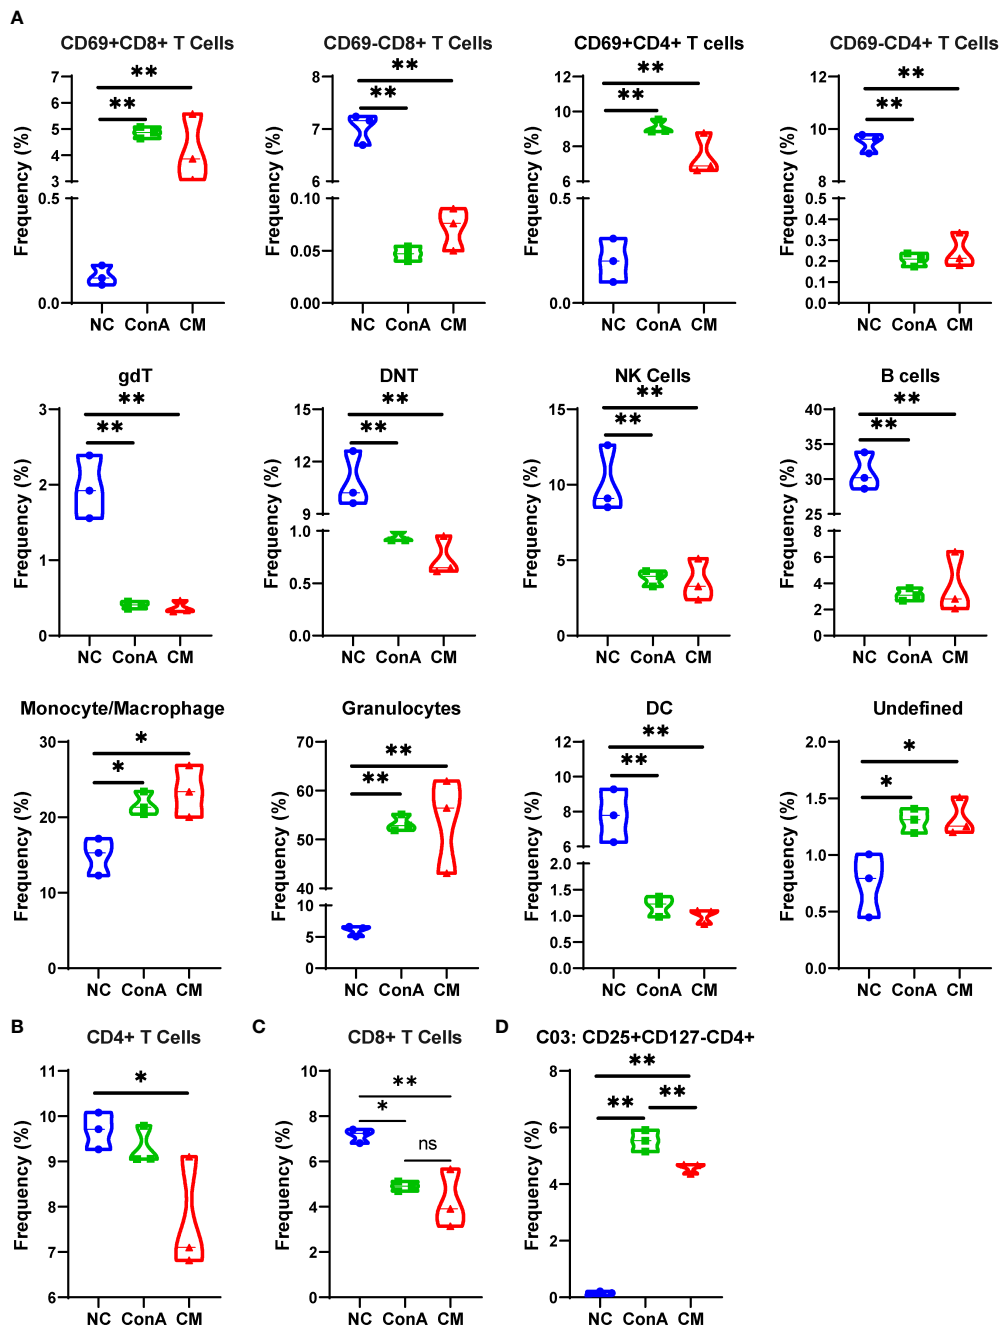 A
CD69+CD8+ T Cells
CD69-CD8+ T Cells
CD69+CD4+ T cells
CD69-CD4+ T Cells
Frequency (%)
7
6
5
4
3
0.5
0.0
**
**
NC ConA CM
Frequency (%)
8
7
6
0.10
0.05
0.00
**
**
NC ConA CM
Frequency (%)
12
10
8
6
0.5
0.0
**
**
NC ConA CM
Frequency (%)
12
10
8
0.5
0.4
0.3
0.2
0.1
0.0
**
**
NC ConA CM
gdT
DNT
NK Cells
B cells
Frequency (%)
3
2
1
0
**
**
NC ConA CM
Frequency (%)
15
12
9
1.0
0.5
0.0
**
**
NC ConA CM
Frequency (%)
15
10
5
0
**
**
NC ConA CM
Frequency (%)
40
35
30
25
8
6
4
2
0
**
**
NC ConA CM
Monocyte/Macrophage
Granulocytes
DC
Undefined
Frequency (%)
30
20
10
0
*
*
NC ConA CM
Frequency (%)
70
60
50
40
10
5
0
**
**
NC ConA CM
Frequency (%)
12
10
8
6
2.0
1.5
1.0
0.5
0.0
**
**
NC ConA CM
Frequency (%)
2.0
1.5
1.0
0.5
0.0
*
*
NC ConA CM
B
CD4+ T Cells
Frequency (%)
11
10
9
8
7
6
*
NC ConA CM
C
CD8+ T Cells
Frequency (%)
10
8
6
4
2
0
**
*
ns
NC ConA CM
D
C03: CD25+CD127-CD4+
Frequency (%)
8
6
4
2
0
**
**
**
NC ConA CM